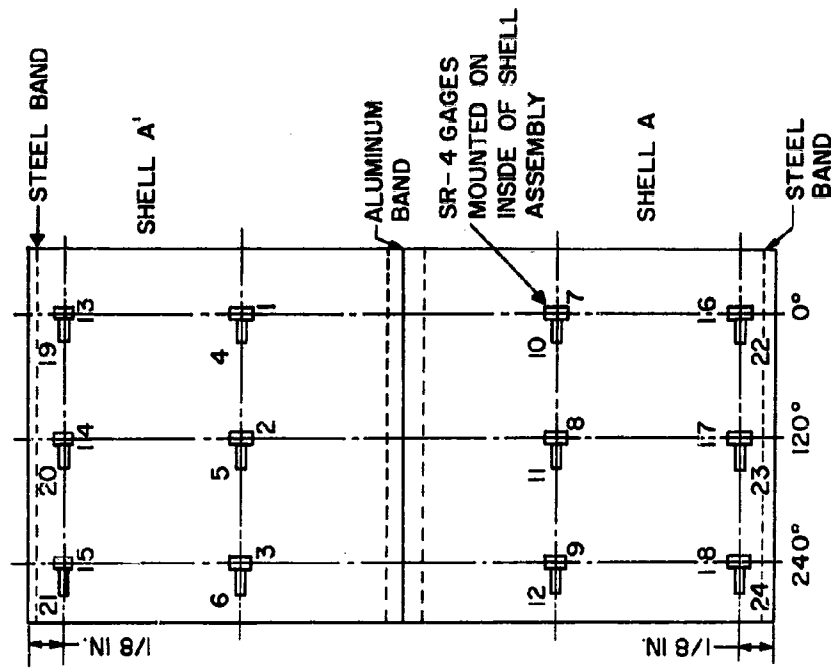 STEEL BAND
SHELL A'
ALUMINUM
BAND
SR-4 GAGES
MOUNTED ON
INSIDE OF SHELL
ASSEMBLY
SHELL A
STEEL
BAND
21
15
20
14
19
13
6
3
5
2
4
1
12
9
11
8
10
7
18
24
17
23
16
22
240°
120°
0°
1/8 IN.
1/8 IN.